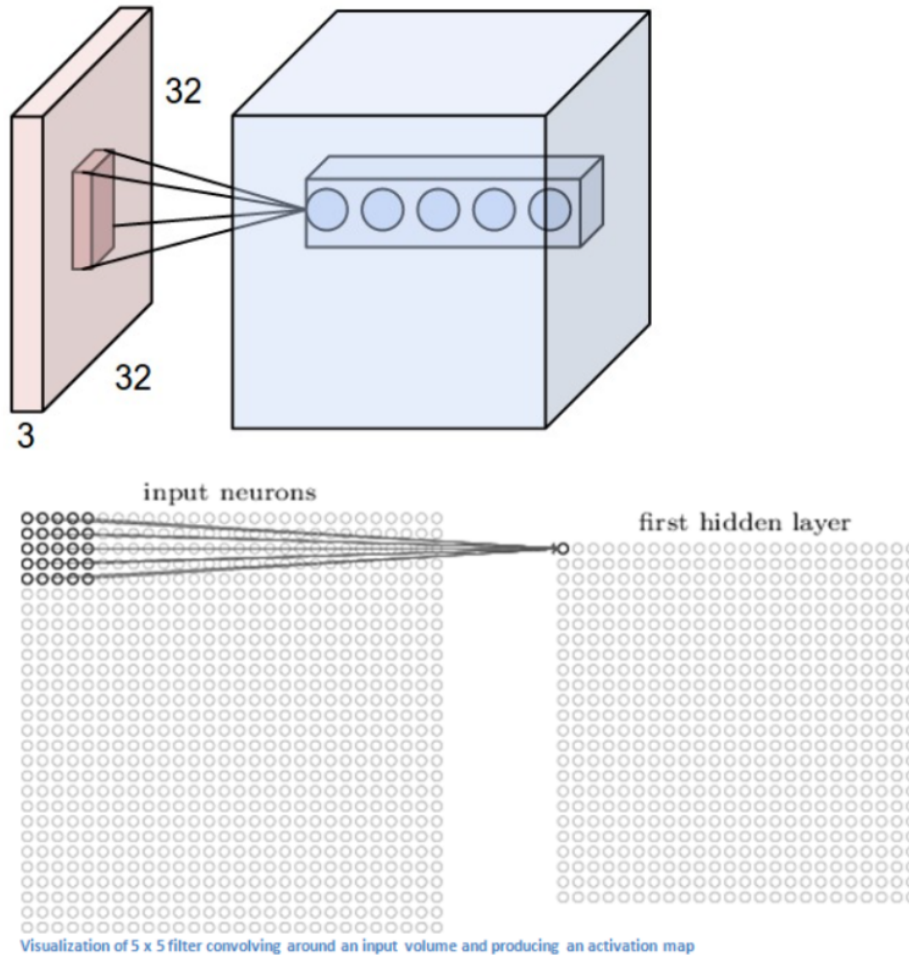 32
32
3
input neurons
first hidden layer
Visualization of 5 x 5 filter convolving around an input volume and producing an activation map